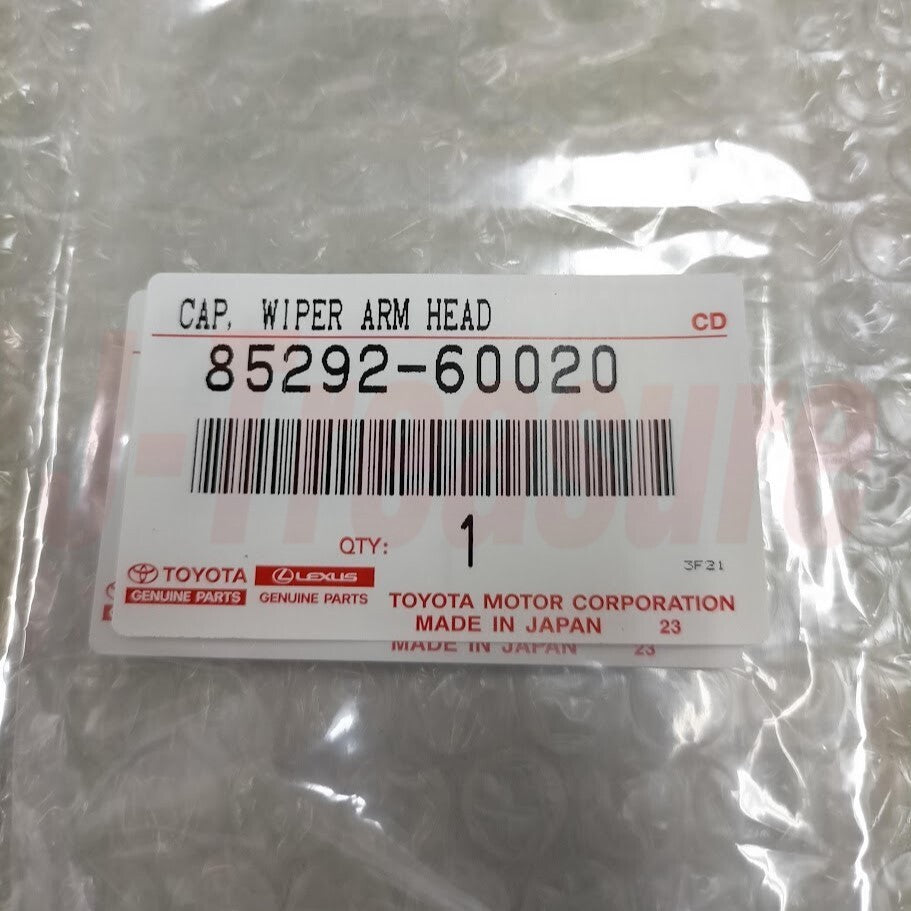 CAP, WIPER ARM HEAD
CD
85292-60020
J-Treasure
QTY: 1
3F21
TOYOTA LEXUS
GENUINE PARTS GENUINE PARTS
TOYOTA MOTOR CORPORATION
MADE IN JAPAN 23
MADE IN JAPAN 23